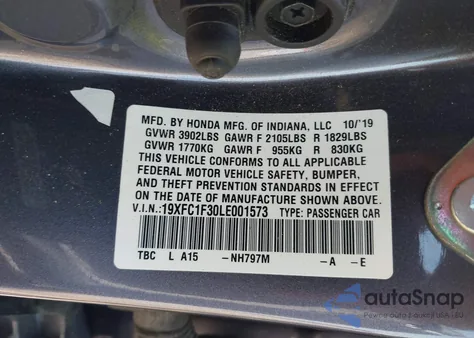 MFD. BY HONDA MFG. OF INDIANA, LLC 10/'19
GVWR 3902LBS GAWR F 2105LBS R 1829LBS
GVWR 1770KG GAWR F 955KG R 830KG
THIS VEHICLE CONFORMS TO ALL APPLICABLE
FEDERAL MOTOR VEHICLE SAFETY, BUMPER,
AND THEFT PREVENTION STANDARDS IN EFFECT
ON THE DATE OF MANUFACTURE SHOWN ABOVE.
V.I.N.:19XFC1F30LE001573 TYPE: PASSENGER CAR
TBC L A15 -NH797M -A -E
autoSnap